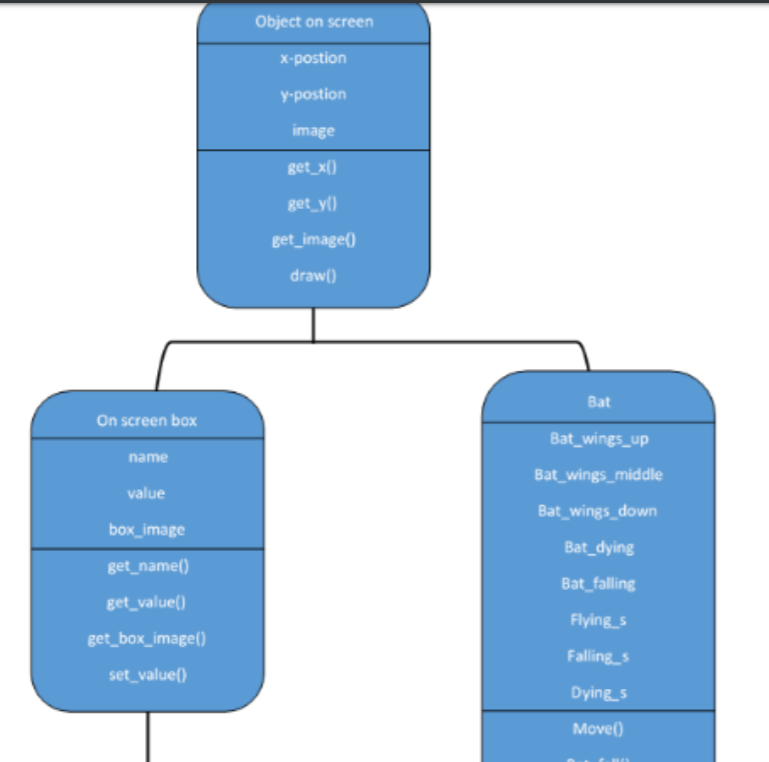 Object on screen
x-postion
y-postion
image
get_x()
get_y()
get_image()
draw()
On screen box
name
value
box_image
get_name()
get_value()
get_box_image()
set_value()
Bat
Bat_wings_up
Bat_wings_middle
Bat_wings_down
Bat_dying
Bat_falling
Flying_s
Falling_s
Dying_s
Move()